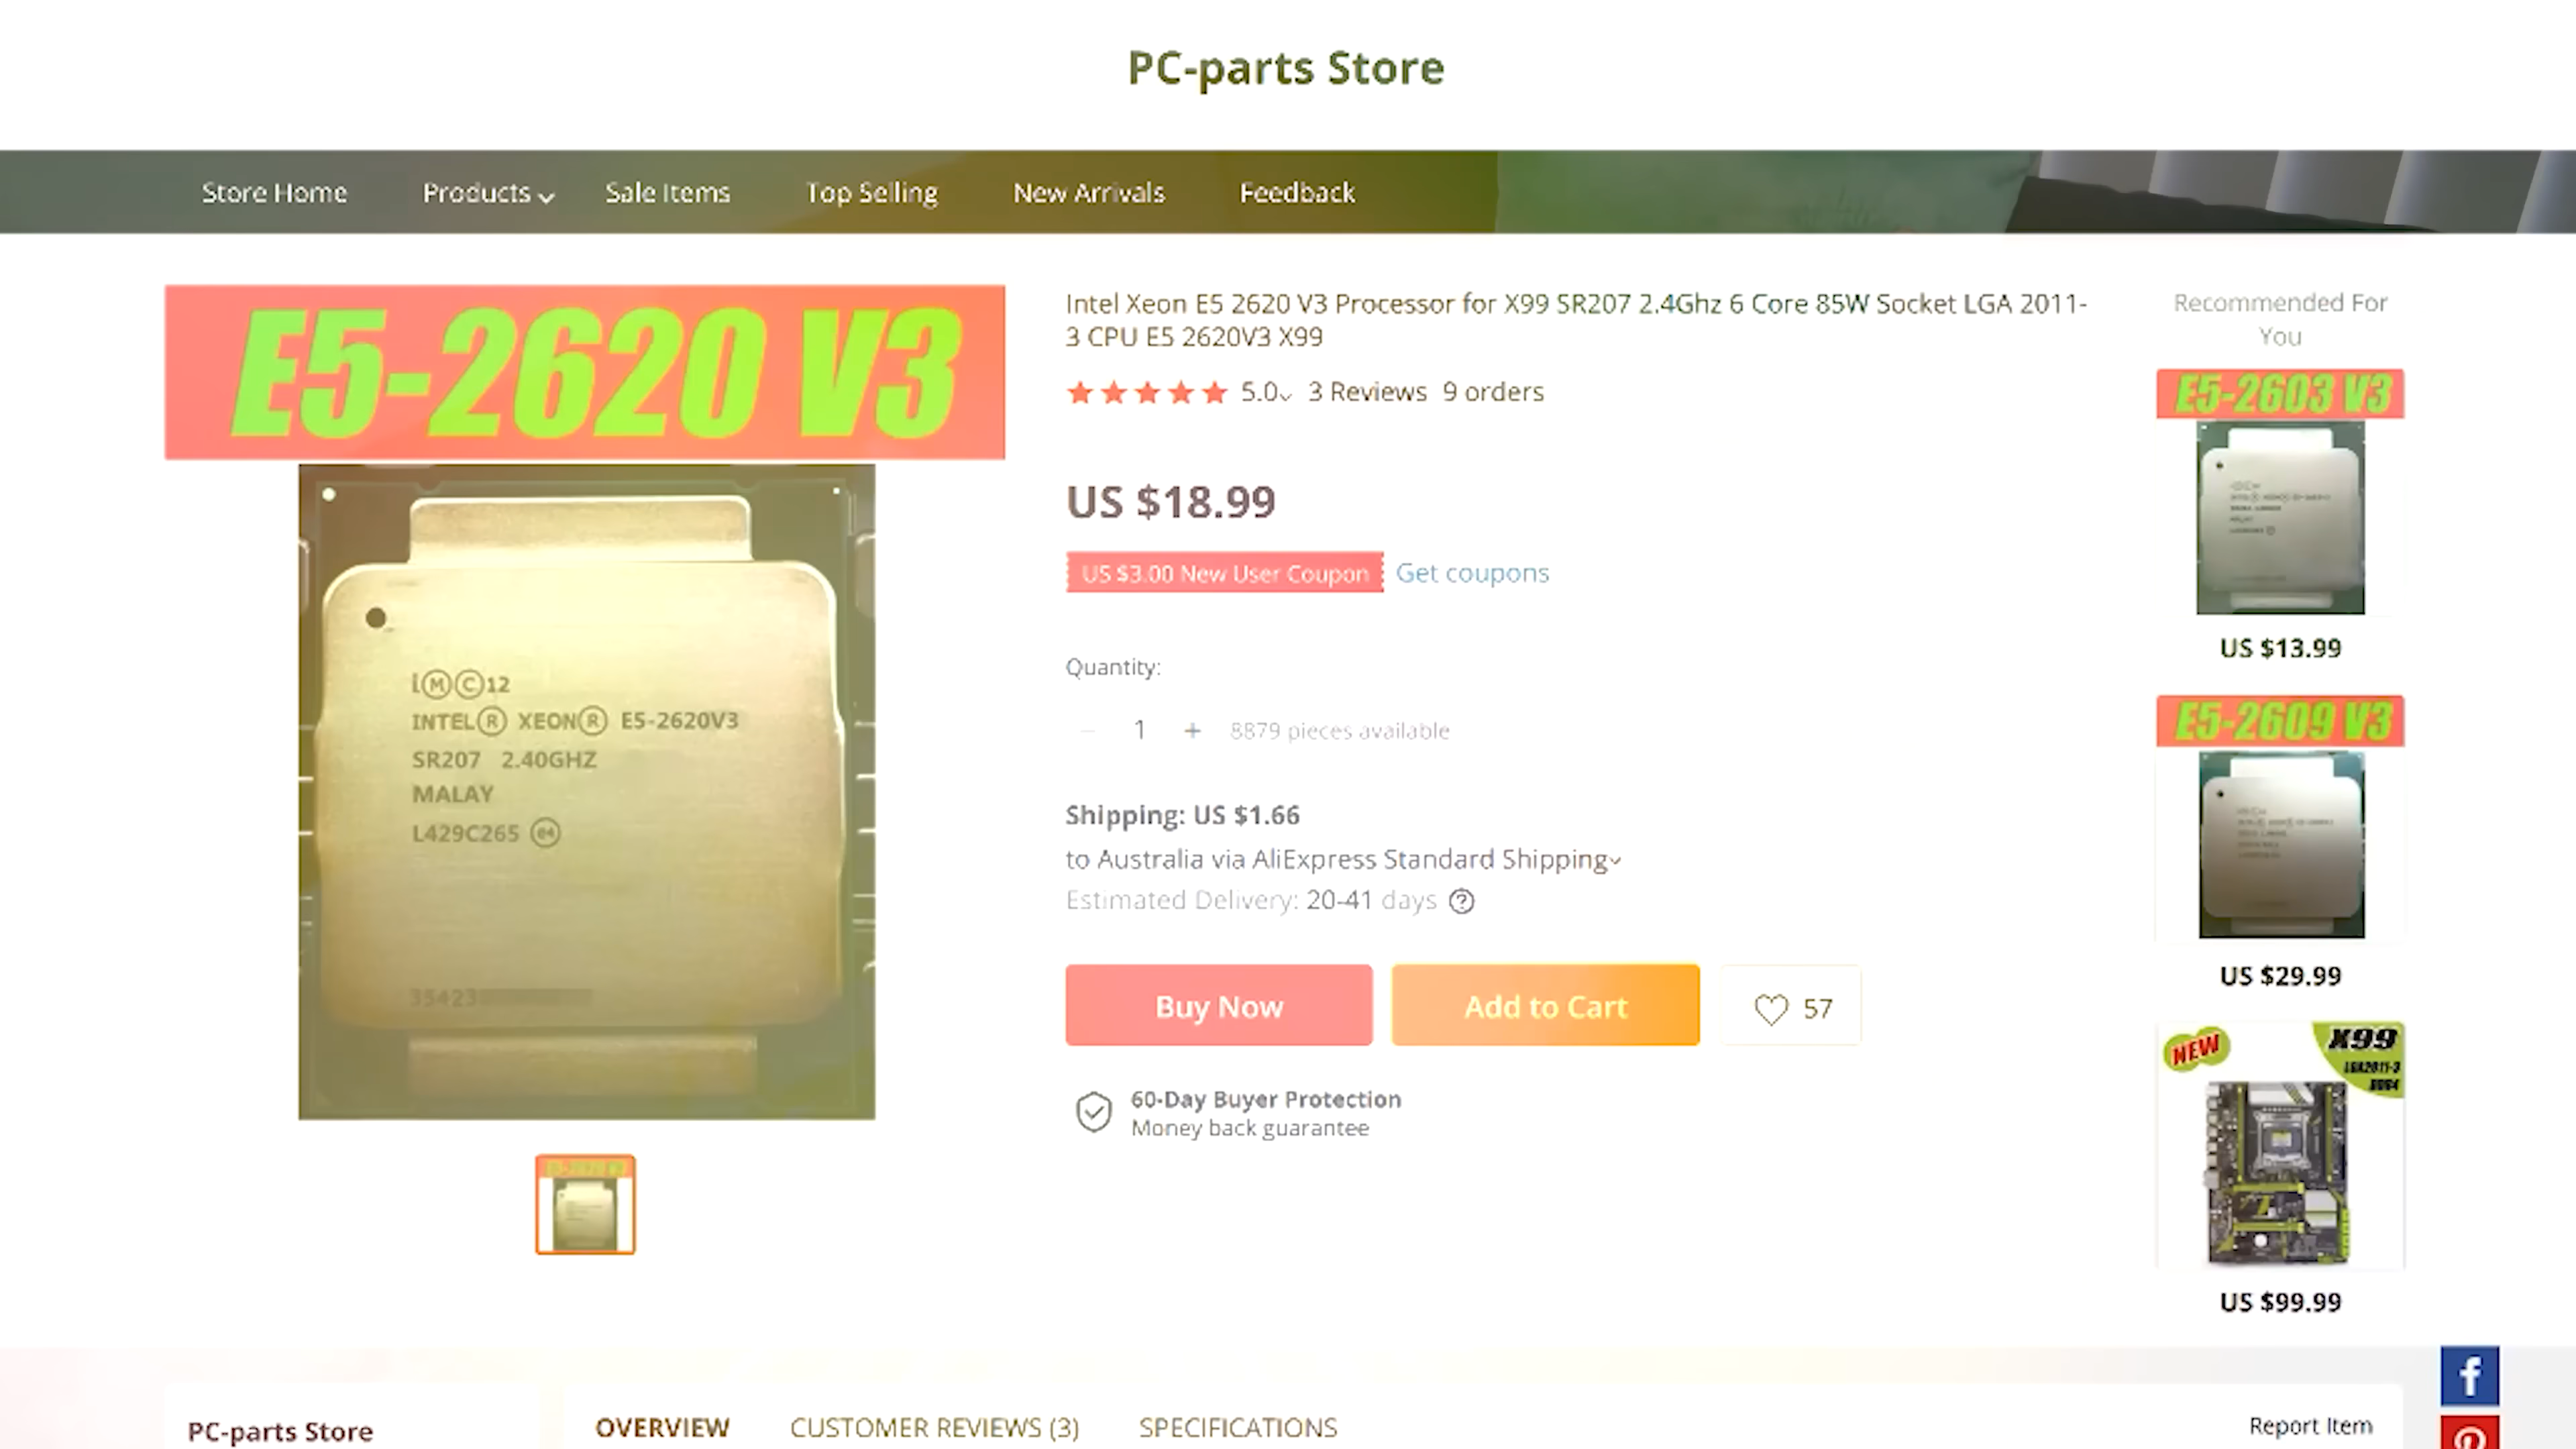 PC-parts Store
Store Home
Products
Sale Items
Top Selling
New Arrivals
Feedback
E5-2620 V3
i Ⓜ Ⓒ 12
INTEL® XEON® E5-2620V3
SR207 2.40GHZ
MALAY
L429C265 e4
35423
Intel Xeon E5 2620 V3 Processor for X99 SR207 2.4Ghz 6 Core 85W Socket LGA 2011-
3 CPU E5 2620V3 X99
5.0 3 Reviews 9 orders
US $18.99
US $3.00 New User Coupon Get coupons
Quantity:
− 1 + 8879 pieces available
Shipping: US $1.66
to Australia via AliExpress Standard Shipping
Estimated Delivery: 20-41 days ?
Buy Now
Add to Cart
57
60-Day Buyer Protection
Money back guarantee
Recommended For
You
E5-2603 V3
US $13.99
E5-2609 V3
US $29.99
NEW
X99
LGA2011-3
DDR4
US $99.99
PC-parts Store
OVERVIEW
CUSTOMER REVIEWS (3)
SPECIFICATIONS
Report Item